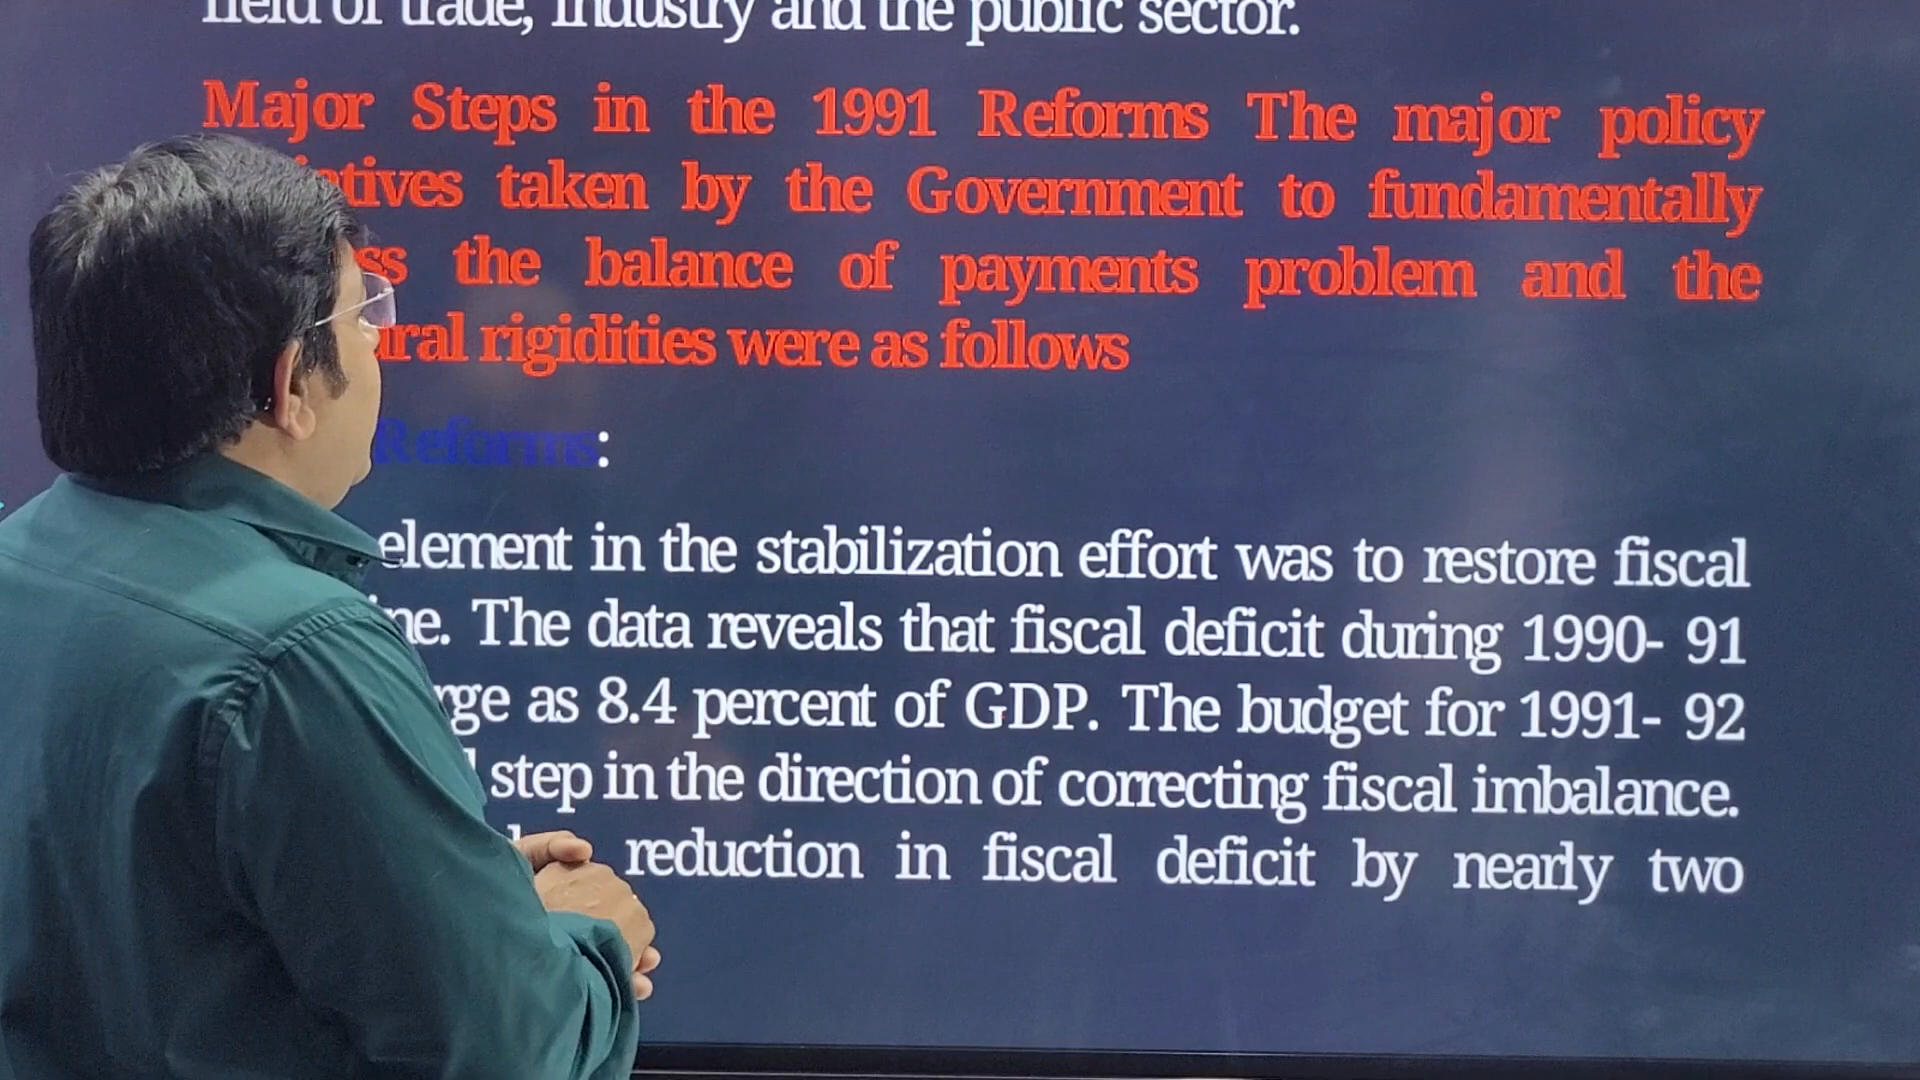 field of trade, industry and the public sector.
Major Steps in the 1991 Reforms The major policy
taken by the Government to fundamentally
the balance of payments problem and the
rigidities were as follows
Reforms:
element in the stabilization effort was to restore fiscal
The data reveals that fiscal deficit during 1990- 91
as 8.4 percent of GDP. The budget for 1991- 92
step in the direction of correcting fiscal imbalance.
reduction in fiscal deficit by nearly two